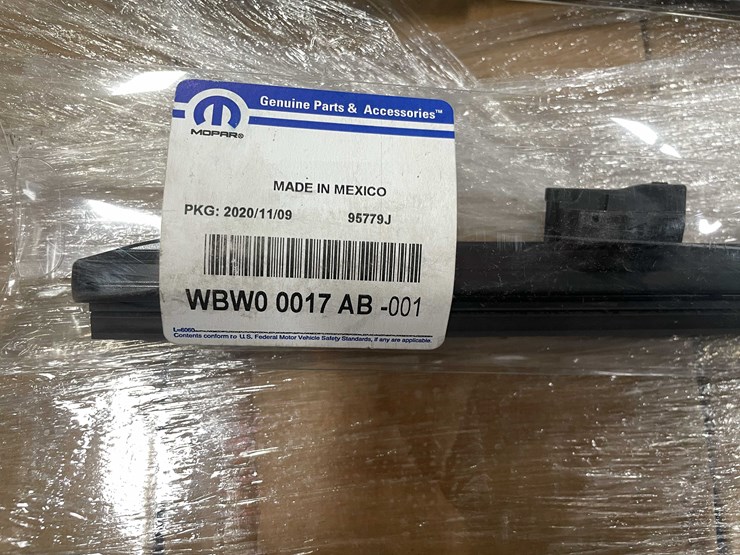 Genuine Parts & Accessories™
MOPAR®
MADE IN MEXICO
PKG: 2020/11/09 95779J
WBW0 0017 AB -001
L-6060
Contents conform to U.S. Federal Motor Vehicle Safety Standards, if any are applicable.